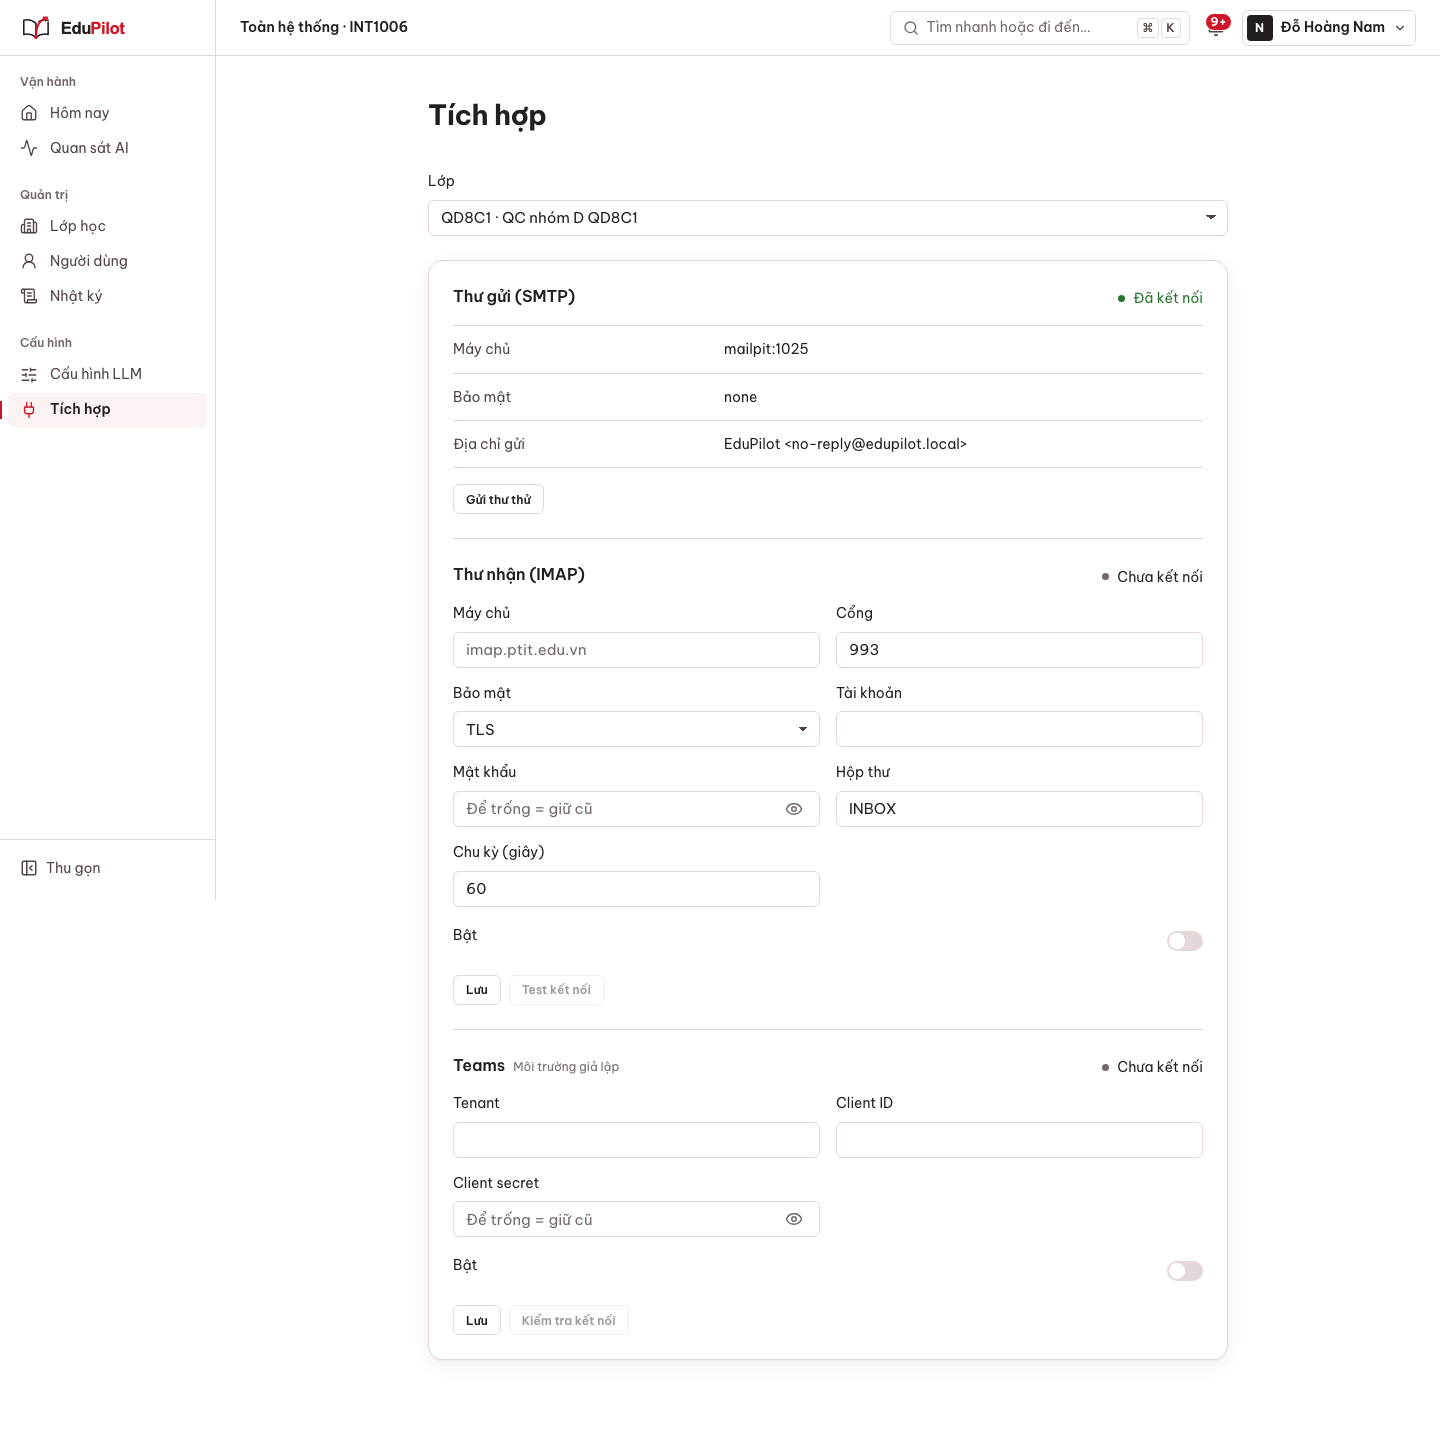 EduPilot
Toàn hệ thống · INT1006
Tìm nhanh hoặc đi đến...
⌘ K
9+
N
Đỗ Hoàng Nam
Vận hành
Hôm nay
Quan sát AI
Quản trị
Lớp học
Người dùng
Nhật ký
Cấu hình
Cấu hình LLM
Tích hợp
Thu gọn
Tích hợp
Lớp
QD8C1 · QC nhóm D QD8C1
Thư gửi (SMTP)
Đã kết nối
Máy chủ mailpit:1025
Bảo mật none
Địa chỉ gửi EduPilot <no-reply@edupilot.local>
Gửi thư thử
Thư nhận (IMAP)
Chưa kết nối
Máy chủ Cổng
imap.ptit.edu.vn 993
Bảo mật Tài khoản
TLS
Mật khẩu Hộp thư
Để trống = giữ cũ INBOX
Chu kỳ (giây)
60
Bật
Lưu Test kết nối
Teams Môi trường giả lập
Chưa kết nối
Tenant Client ID
Client secret
Để trống = giữ cũ
Bật
Lưu Kiểm tra kết nối